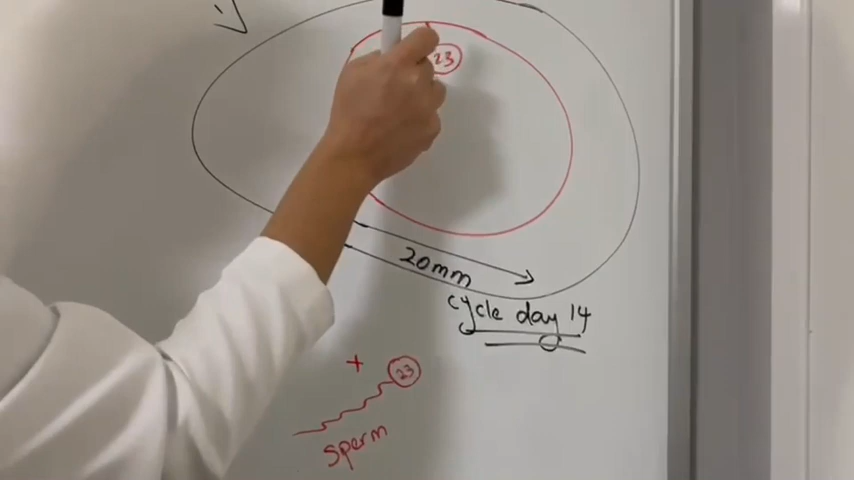 23
20mm
cycle day 14
+ 23
sperm